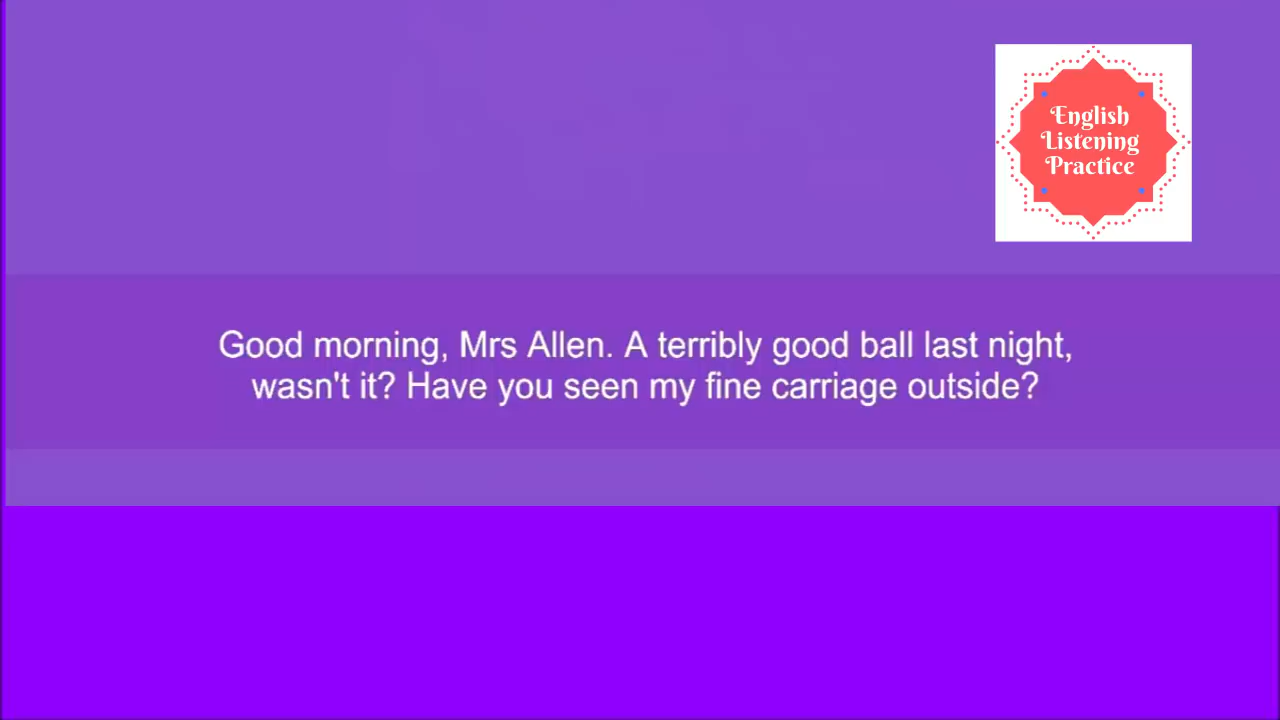 English
Listening
Practice
Good morning, Mrs Allen. A terribly good ball last night,
wasn't it? Have you seen my fine carriage outside?